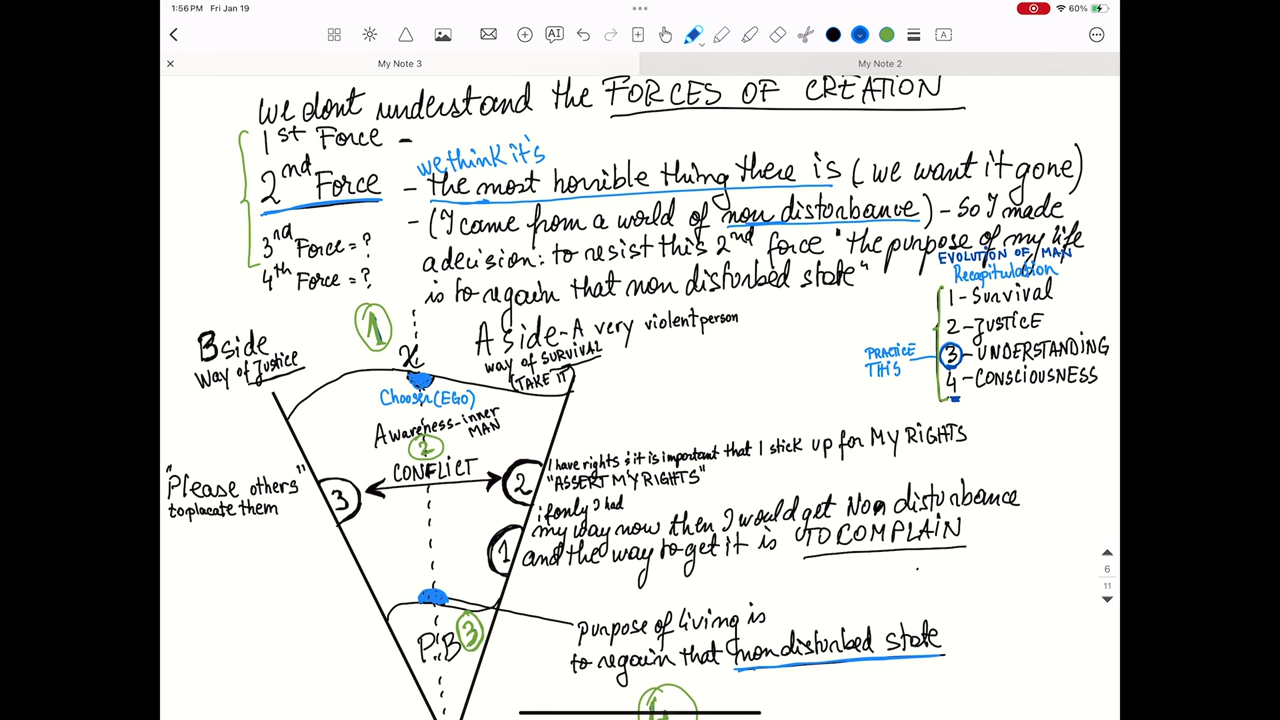 1:56 PM Fri Jan 19
60%
My Note 3
My Note 2
We dont understand the FORCES OF CREATION
1st Force -
we think it's
2nd Force - the most horrible thing there is (we want it gone)
- (I came from a world of non disturbance) - So I made
3rd Force = ? a decision: to resist this 2nd force "the purpose of my life
4th Force = ? is to regain that non disturbed state"
EVOLUTION OF MAN
Recapitulation
1 - Survival
2 - JUSTICE
PRACTICE THIS 3 - UNDERSTANDING
4 - CONSCIOUSNESS
1
B side
Way of Justice
X
A side - A very violent person
way of SURVIVAL
(TAKE IT)
Chooser (EGO)
Awareness - inner
MAN
2
CONFLICT
"Please others"
to placate them
3
2
I have rights & it is important that I stick up for MY RIGHTS
"ASSERT MY RIGHTS"
if only I had
my way now then I would get Non disturbance
1 and the way to get it is TO COMPLAIN
6
11
P.B 3
purpose of living is
to regain that non disturbed state
4